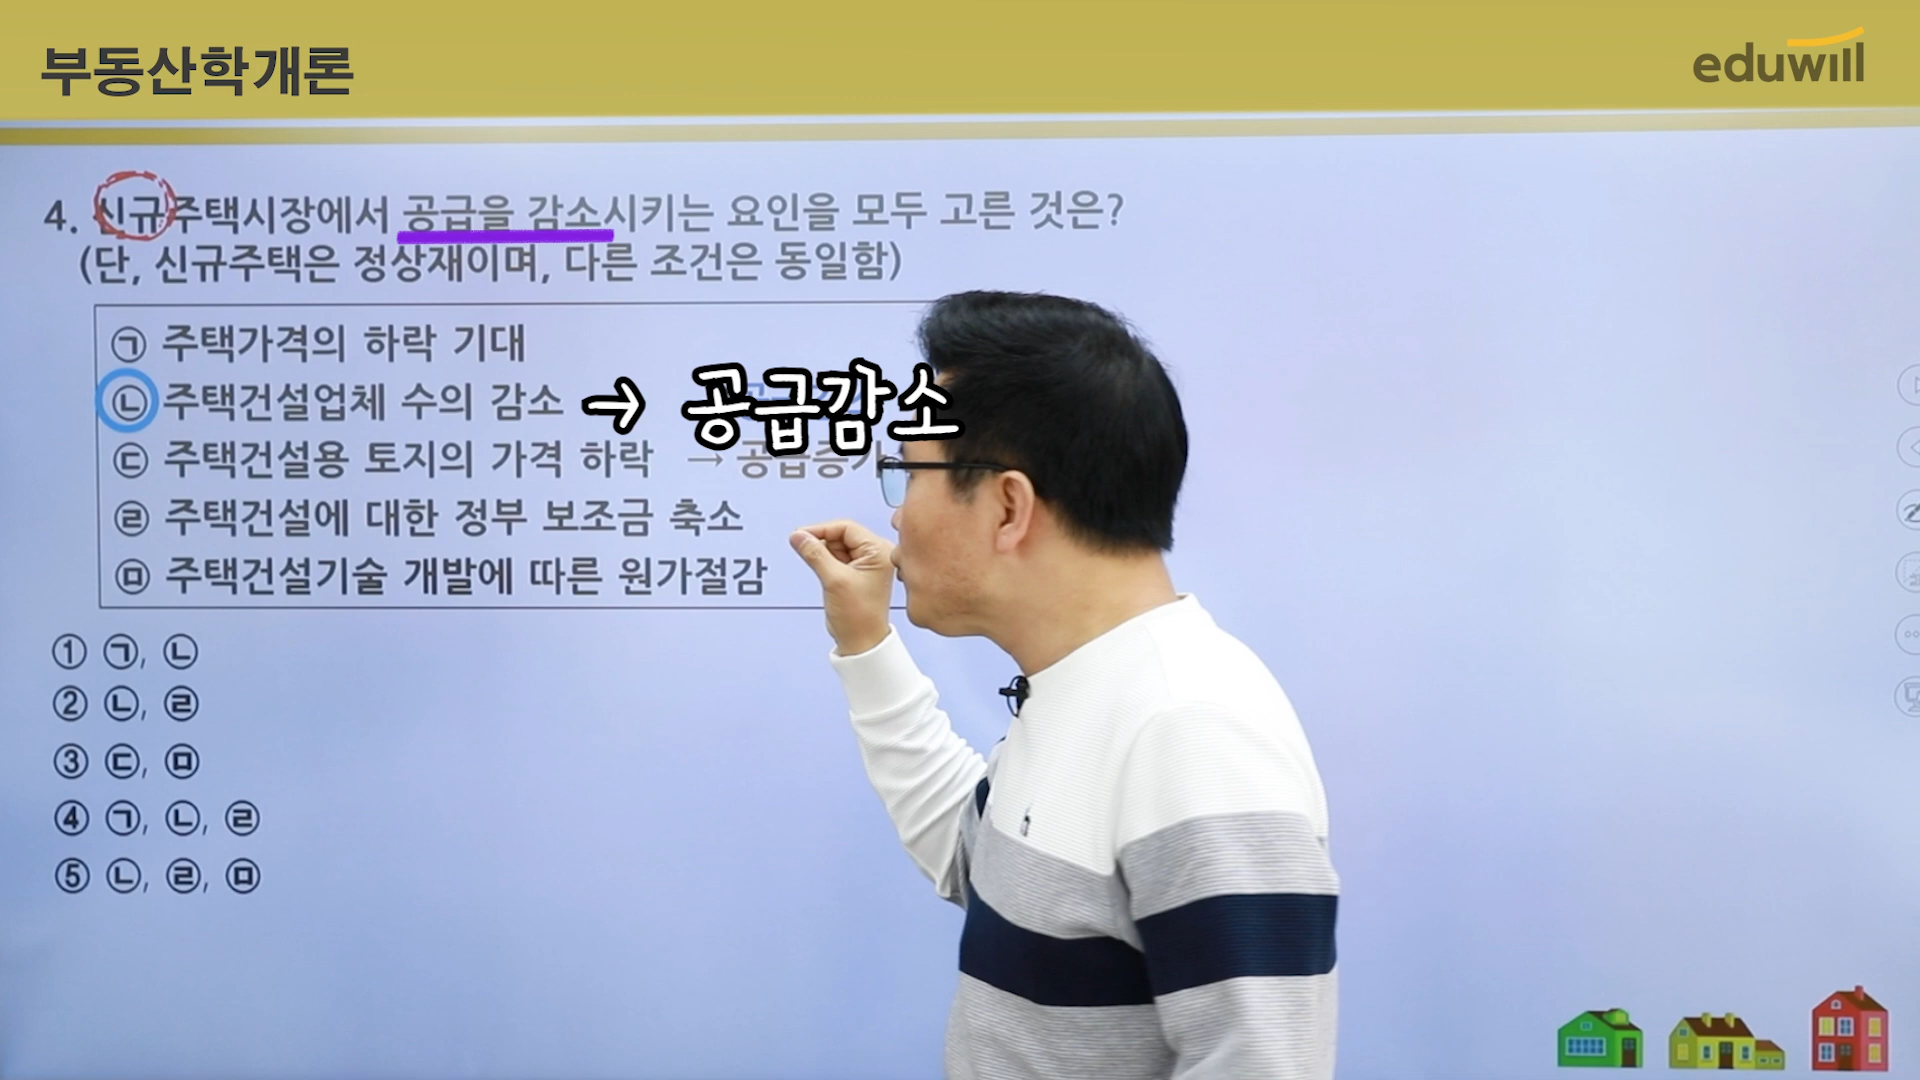 부동산학개론
eduwill
4. 신규주택시장에서 공급을 감소시키는 요인을 모두 고른 것은?
(단, 신규주택은 정상재이며, 다른 조건은 동일함)
㉠ 주택가격의 하락 기대
㉡ 주택건설업체 수의 감소 → 공급감소
㉢ 주택건설용 토지의 가격 하락 → 공급증가
㉣ 주택건설에 대한 정부 보조금 축소
㉤ 주택건설기술 개발에 따른 원가절감
① ㉠, ㉡
② ㉡, ㉣
③ ㉢, ㉤
④ ㉠, ㉡, ㉣
⑤ ㉡, ㉣, ㉤